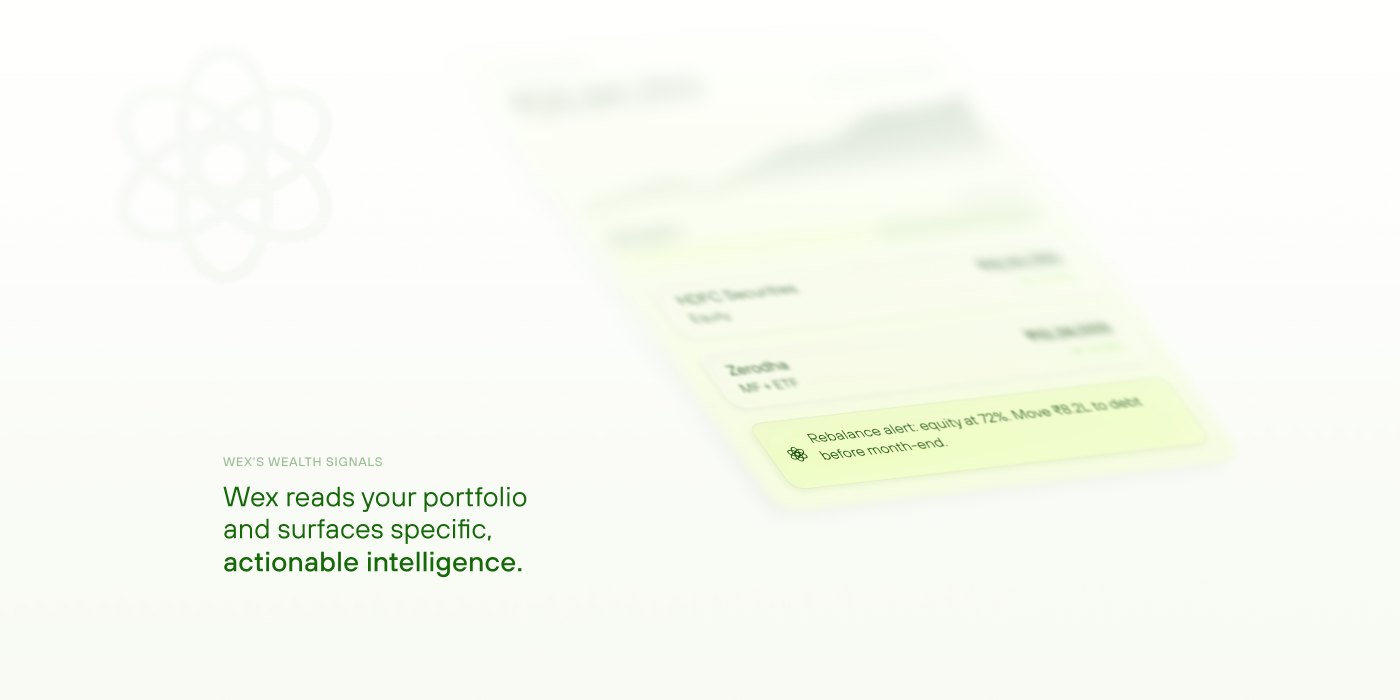 WEX'S WEALTH SIGNALS
Wex reads your portfolio
and surfaces specific,
actionable intelligence.
HDFC Securities
Equity
Zerodha
MF + ETF
Rebalance alert: equity at 72%. Move ₹8.2L to debt
before month-end.